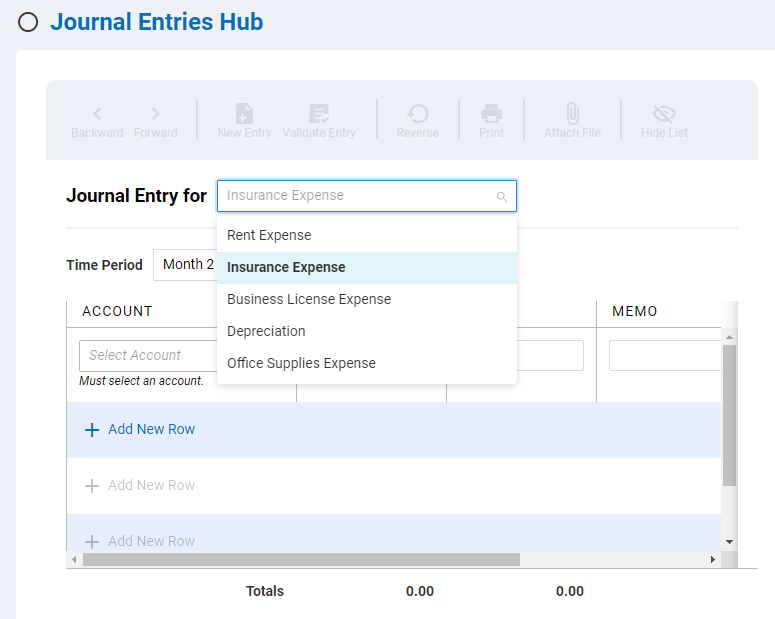 Journal Entries Hub
Backward Forward New Entry Validate Entry Reverse Print Attach File Hide List
Journal Entry for Insurance Expense
Rent Expense
Time Period Month 2
Insurance Expense
Business License Expense
ACCOUNT MEMO
Depreciation
Select Account
Office Supplies Expense
Must select an account.
Add New Row
Add New Row
Add New Row
Totals 0.00 0.00